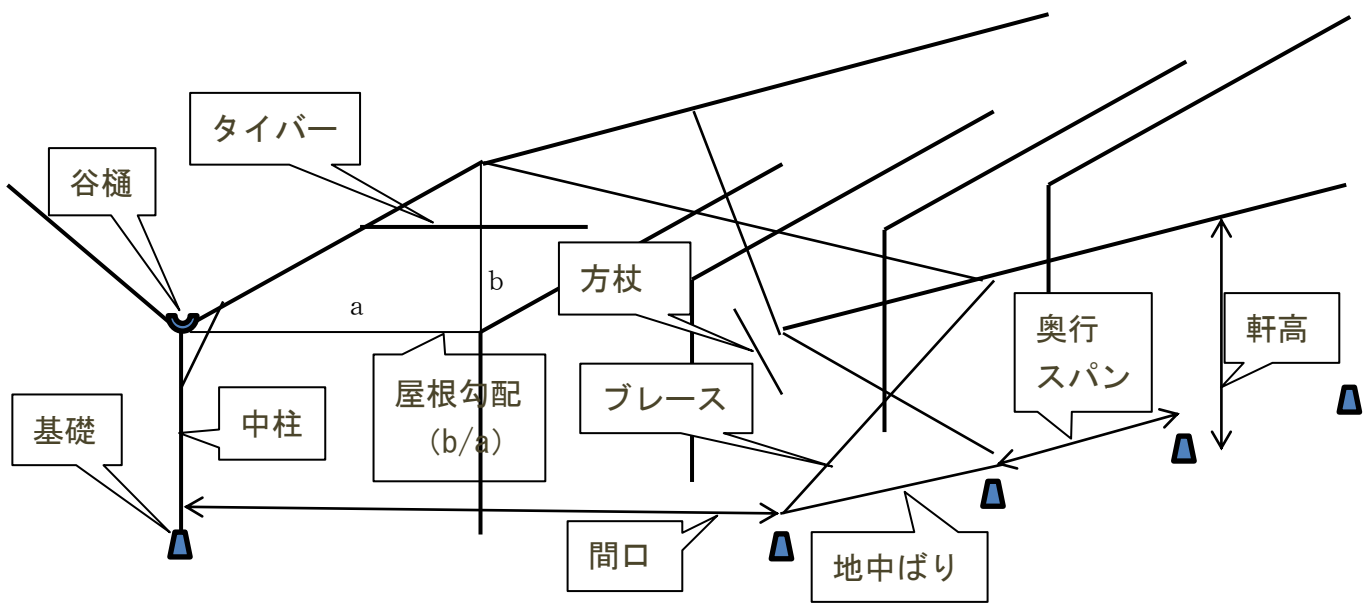 タイバー
谷樋
b
方杖
a
奥行
スパン
軒高
屋根勾配
(b/a)
ブレース
基礎
中柱
間口
地中ばり